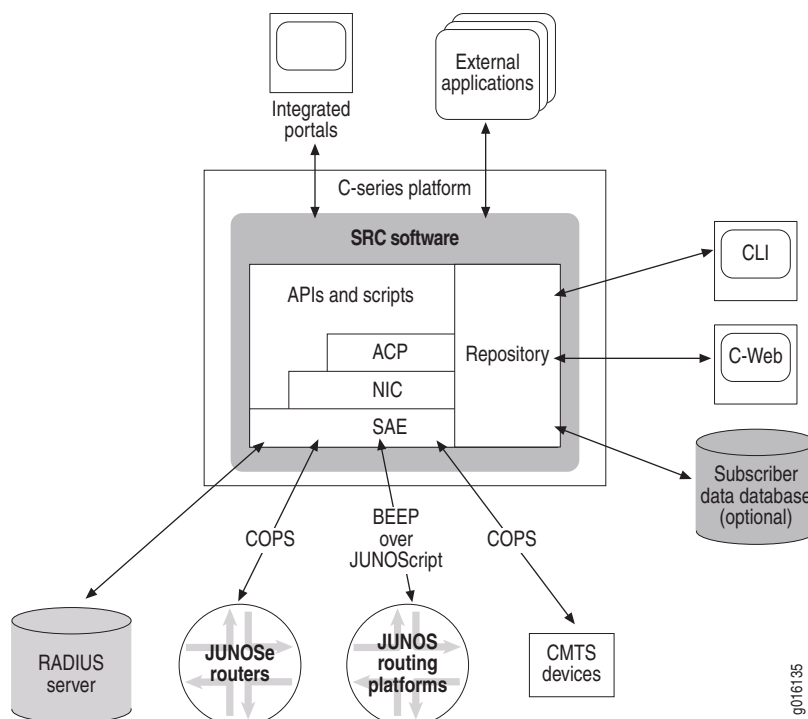 External
applications
Integrated
portals
C-series platform
SRC software
CLI
APIs and scripts
ACP
Repository
C-Web
NIC
SAE
Subscriber
data database
(optional)
BEEP
over
JUNOScript
COPS
COPS
RADIUS
server
JUNOSe
routers
JUNOS
routing
platforms
CMTS
devices
g016135